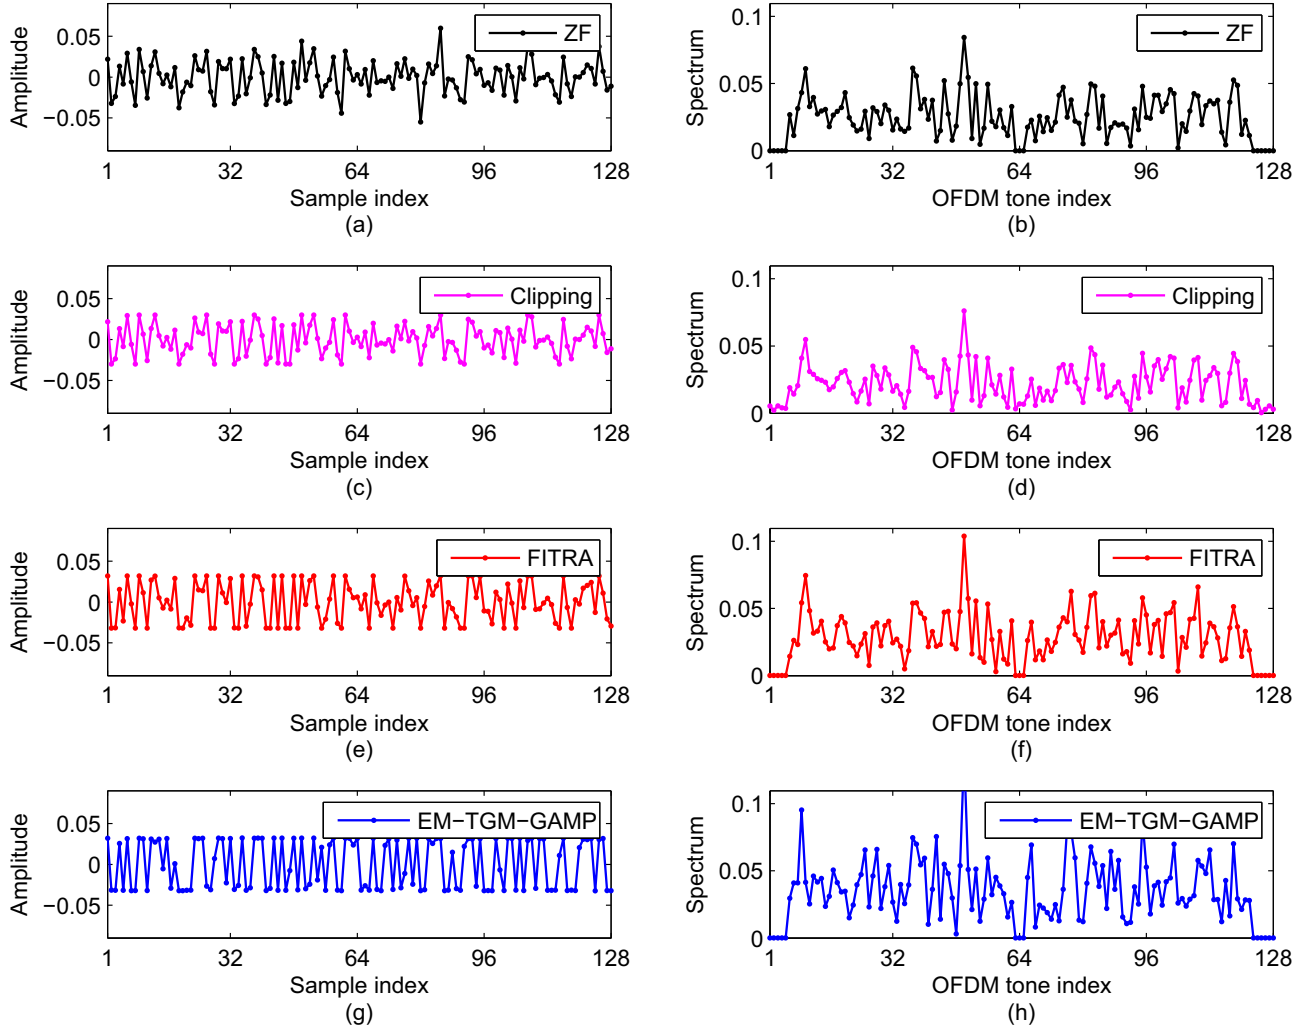 Amplitude
0.05
0
−0.05
ZF
1 32 64 96 128
Sample index
(a)
Spectrum
0.1
0.05
0
ZF
1 32 64 96 128
OFDM tone index
(b)
Amplitude
0.05
0
−0.05
Clipping
1 32 64 96 128
Sample index
(c)
Spectrum
0.1
0.05
0
Clipping
1 32 64 96 128
OFDM tone index
(d)
Amplitude
0.05
0
−0.05
FITRA
1 32 64 96 128
Sample index
(e)
Spectrum
0.1
0.05
0
FITRA
1 32 64 96 128
OFDM tone index
(f)
Amplitude
0.05
0
−0.05
EM−TGM−GAMP
1 32 64 96 128
Sample index
(g)
Spectrum
0.1
0.05
0
EM−TGM−GAMP
1 32 64 96 128
OFDM tone index
(h)